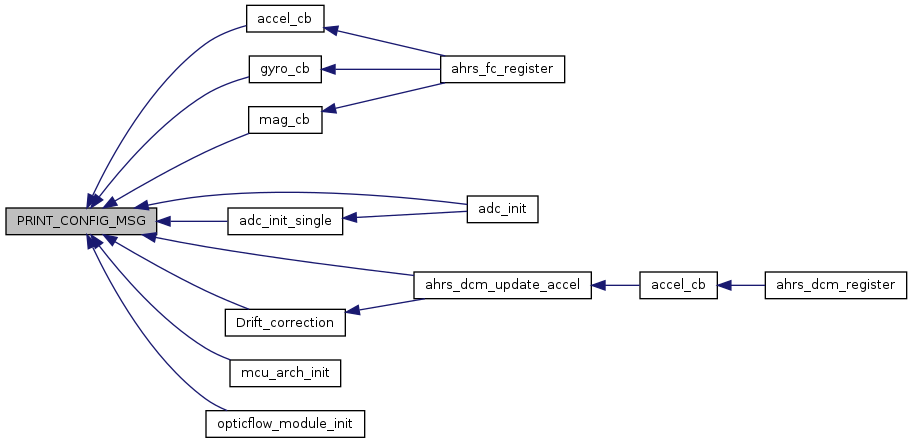 accel_cb
gyro_cb
ahrs_fc_register
mag_cb
PRINT_CONFIG_MSG
adc_init_single
adc_init
ahrs_dcm_update_accel
accel_cb
ahrs_dcm_register
Drift_correction
mcu_arch_init
opticflow_module_init